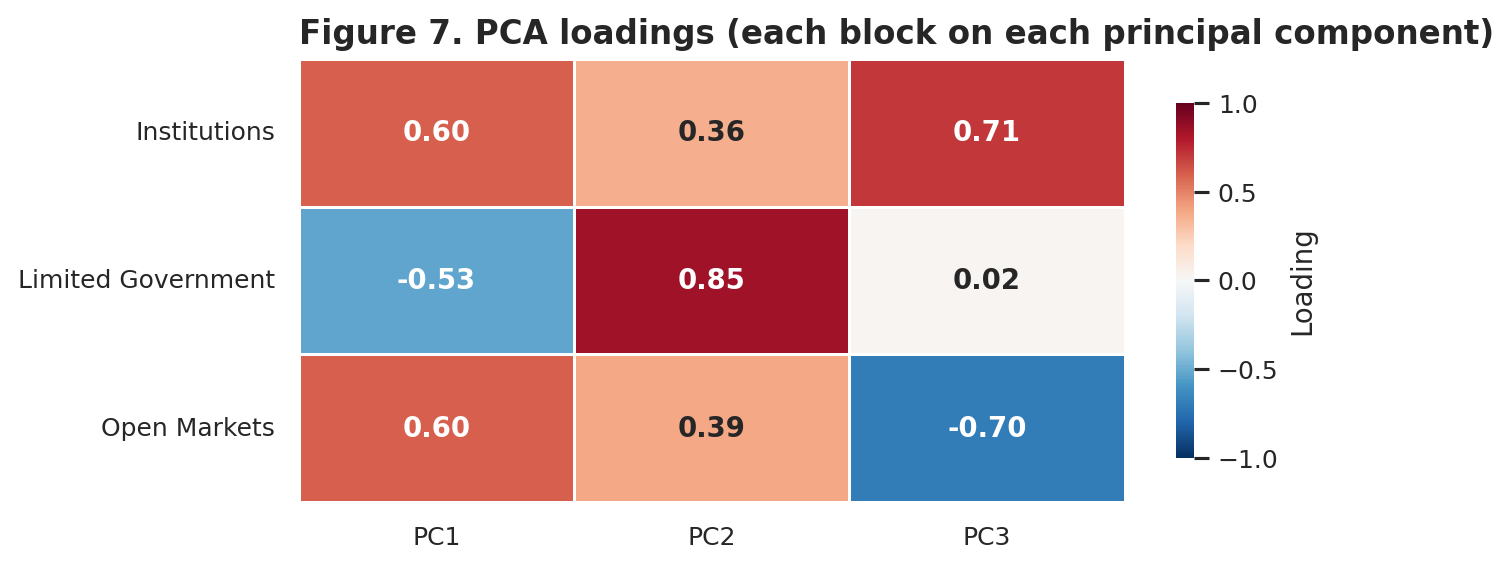 Figure 7. PCA loadings (each block on each principal component)
Institutions 0.60 0.36 0.71
Limited Government -0.53 0.85 0.02
Open Markets 0.60 0.39 -0.70
PC1 PC2 PC3
1.0
0.5
0.0
−0.5
−1.0
Loading